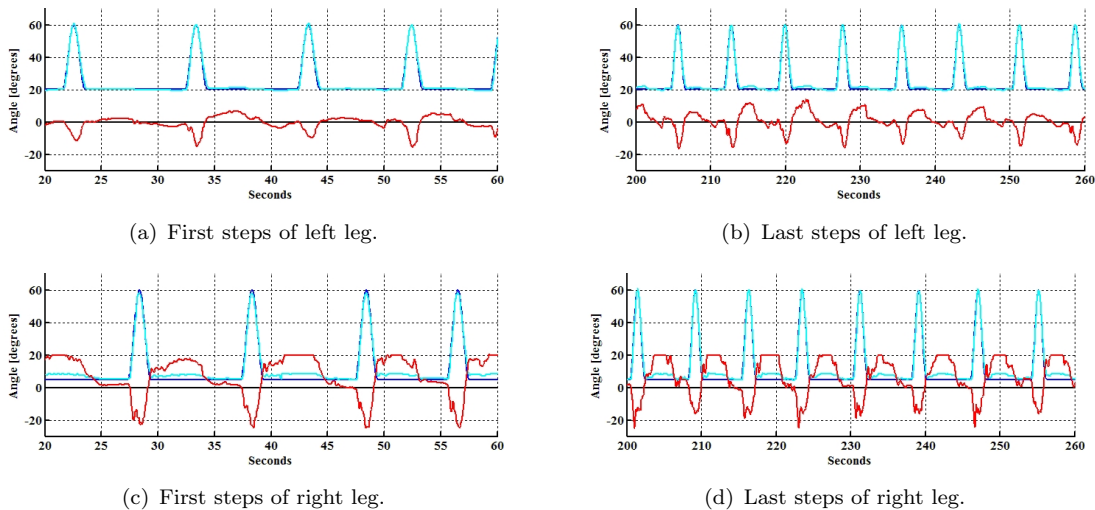 60
40
20
0
-20
Angle [degrees]
20 25 30 35 40 45 50 55 60
Seconds
(a) First steps of left leg.
60
40
20
0
-20
Angle [degrees]
200 210 220 230 240 250 260
Seconds
(b) Last steps of left leg.
60
40
20
0
-20
Angle [degrees]
20 25 30 35 40 45 50 55 60
Seconds
(c) First steps of right leg.
60
40
20
0
-20
Angle [degrees]
200 210 220 230 240 250 260
Seconds
(d) Last steps of right leg.